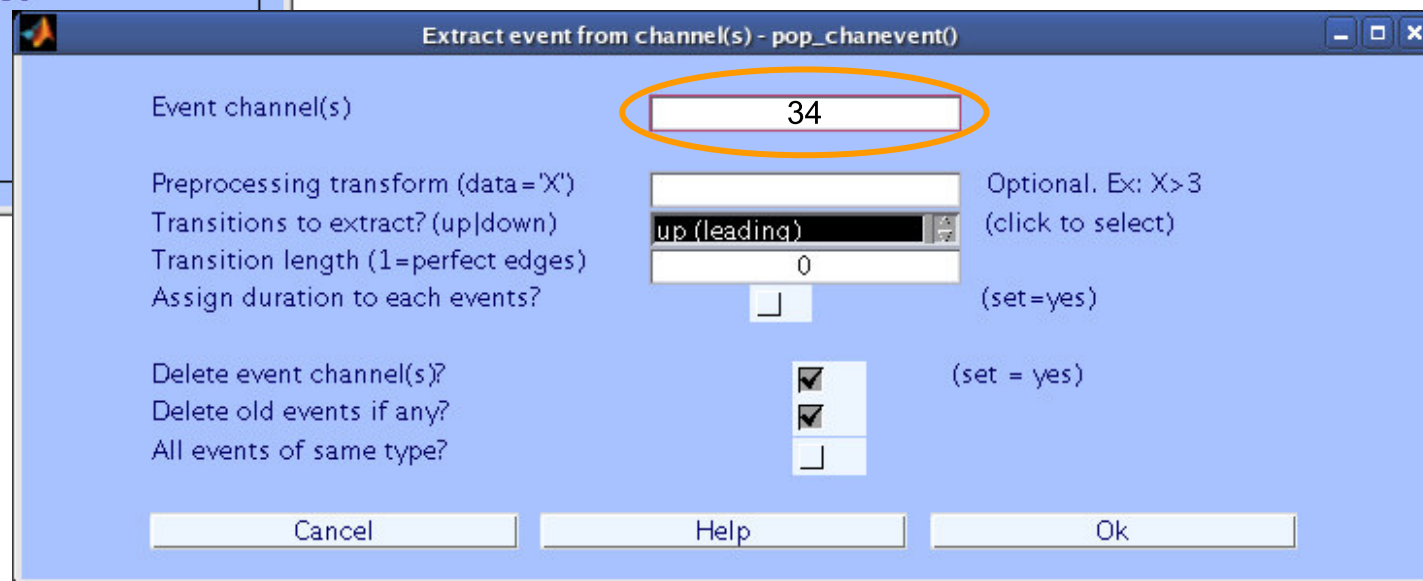 Extract event from channel(s) - pop_chanevent()
Event channel(s) 34
Preprocessing transform (data='X') Optional. Ex: X>3
Transitions to extract? (up|down) up (leading) (click to select)
Transition length (1=perfect edges) 0
Assign duration to each events? (set=yes)
Delete event channel(s)? (set = yes)
Delete old events if any?
All events of same type?
Cancel Help Ok